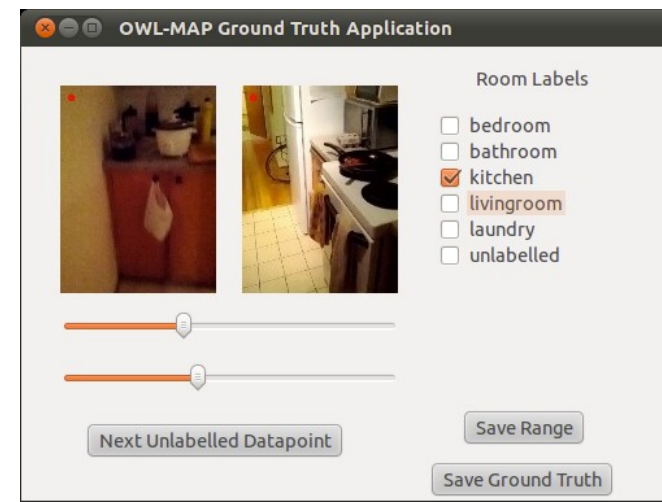 OWL-MAP Ground Truth Application
Room Labels
bedroom
bathroom
kitchen
livingroom
laundry
unlabelled
Next Unlabelled Datapoint
Save Range
Save Ground Truth